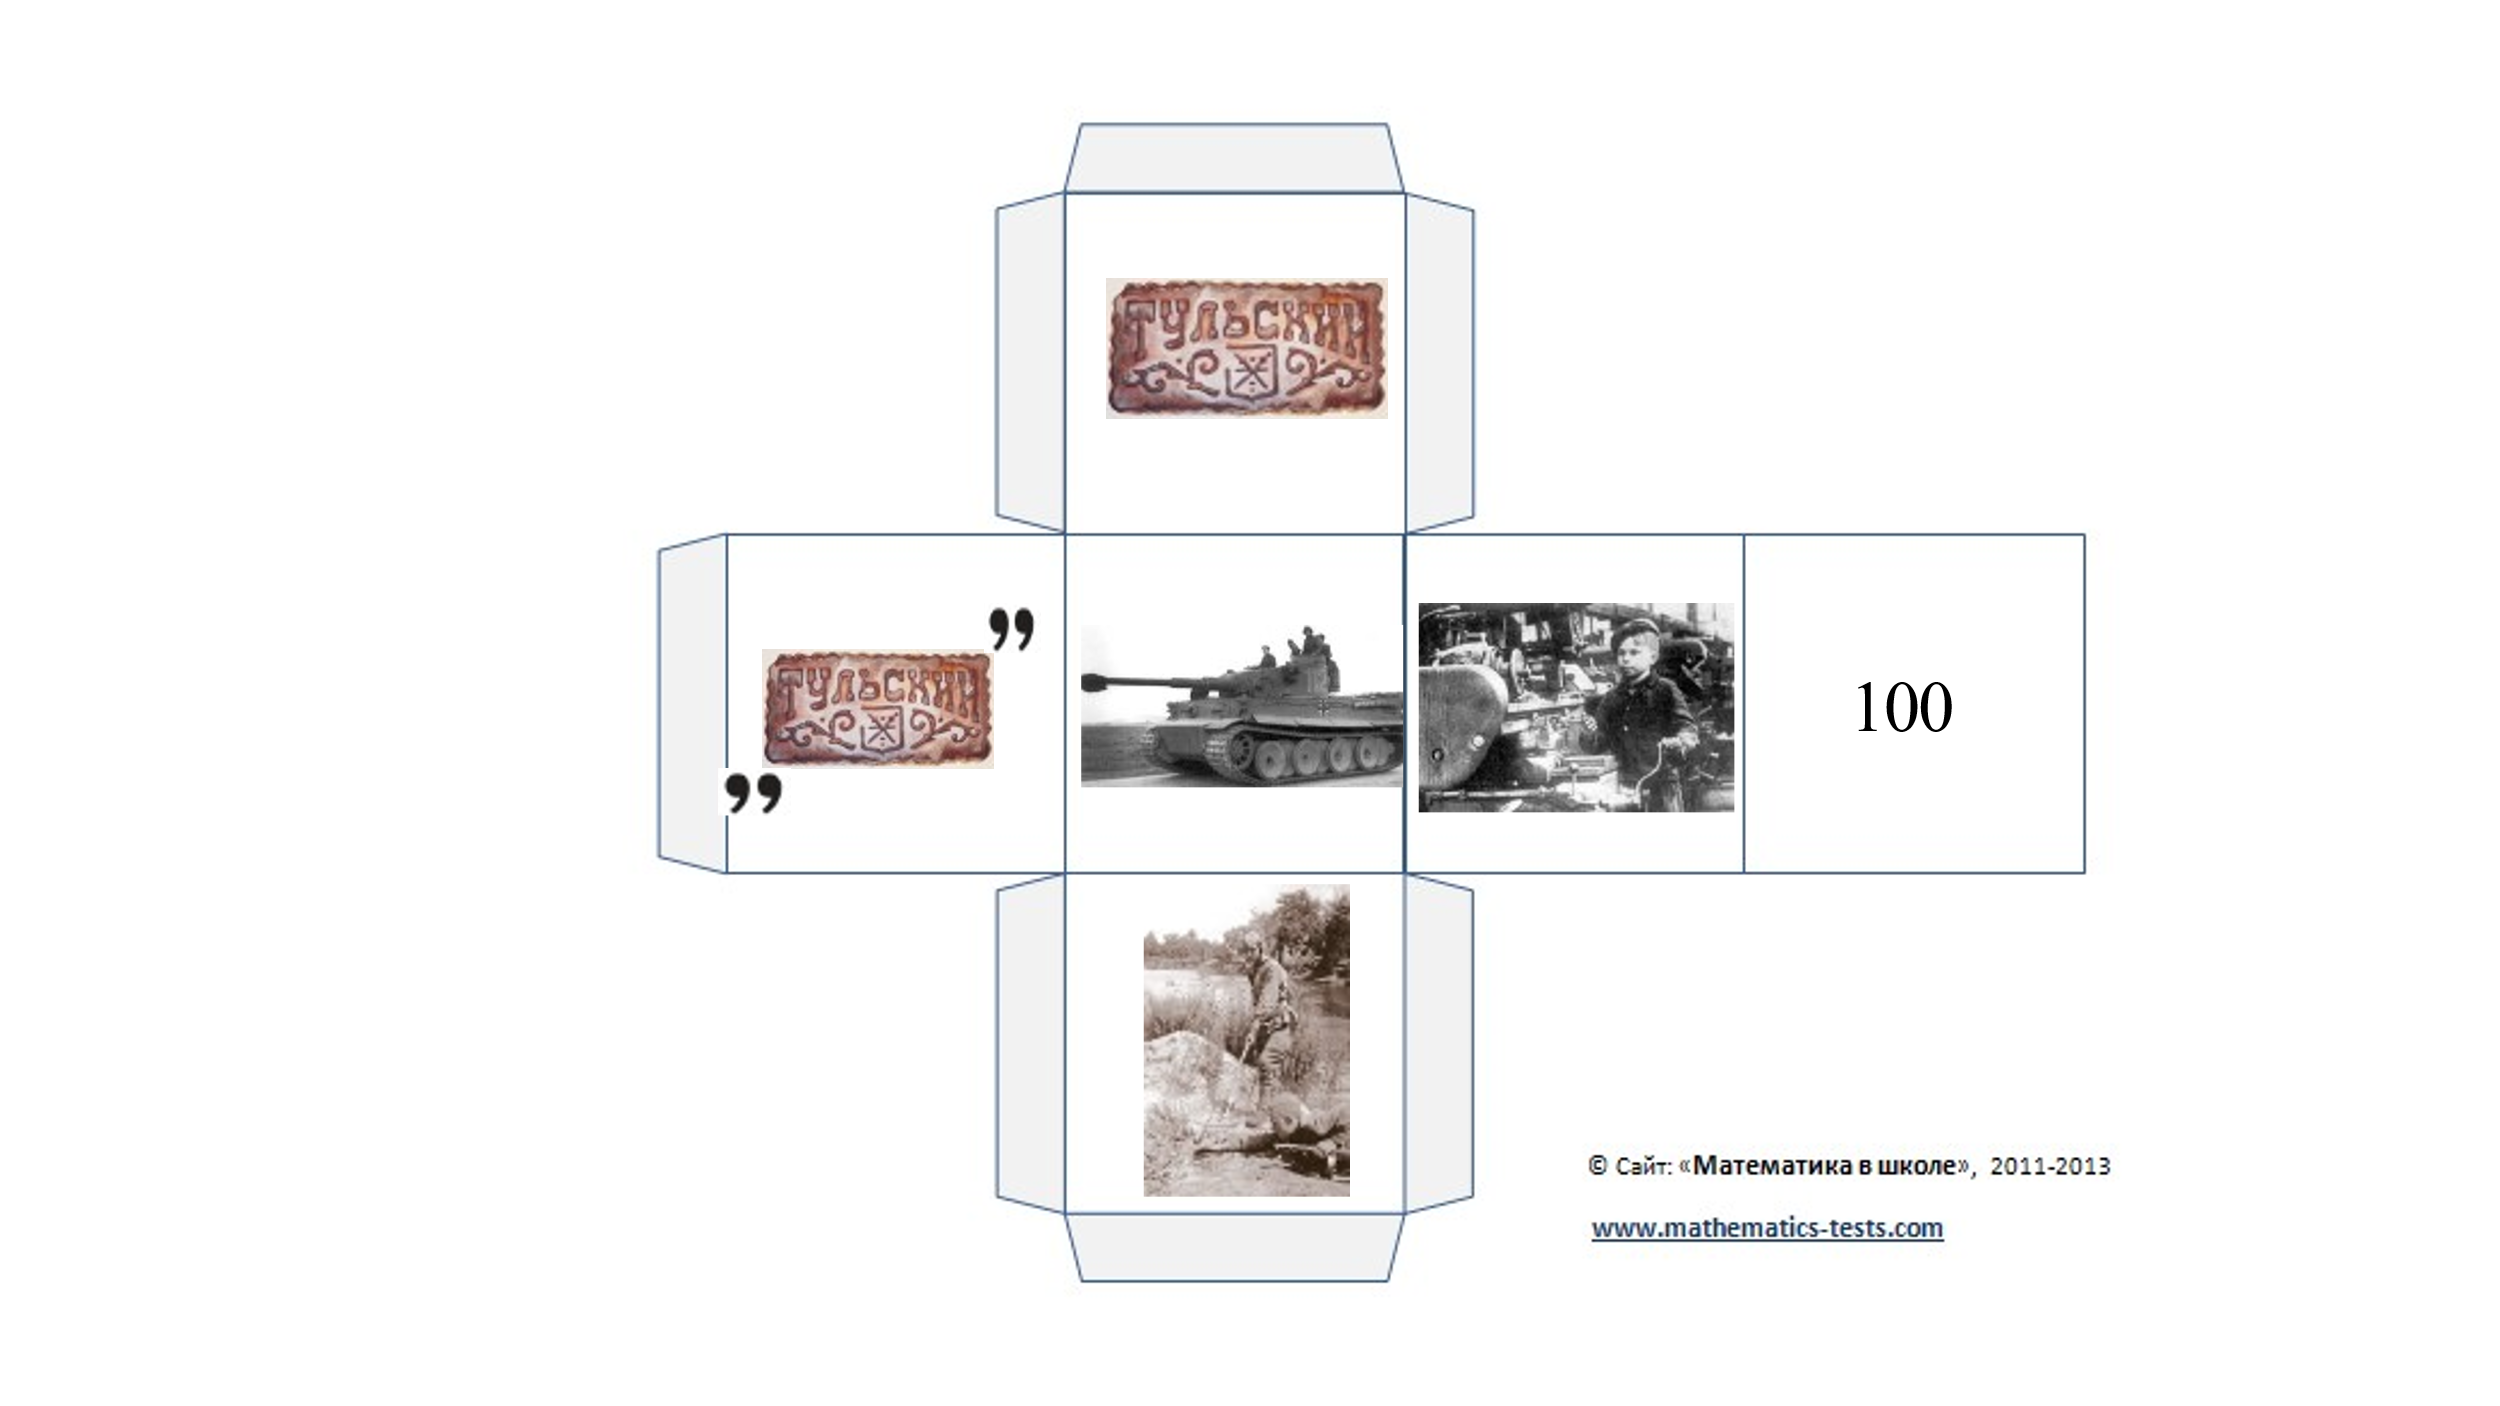 ТУЛЬСКИЙ
”
ТУЛЬСКИЙ
”
100
© Сайт: «Математика в школе», 2011-2013
www.mathematics-tests.com